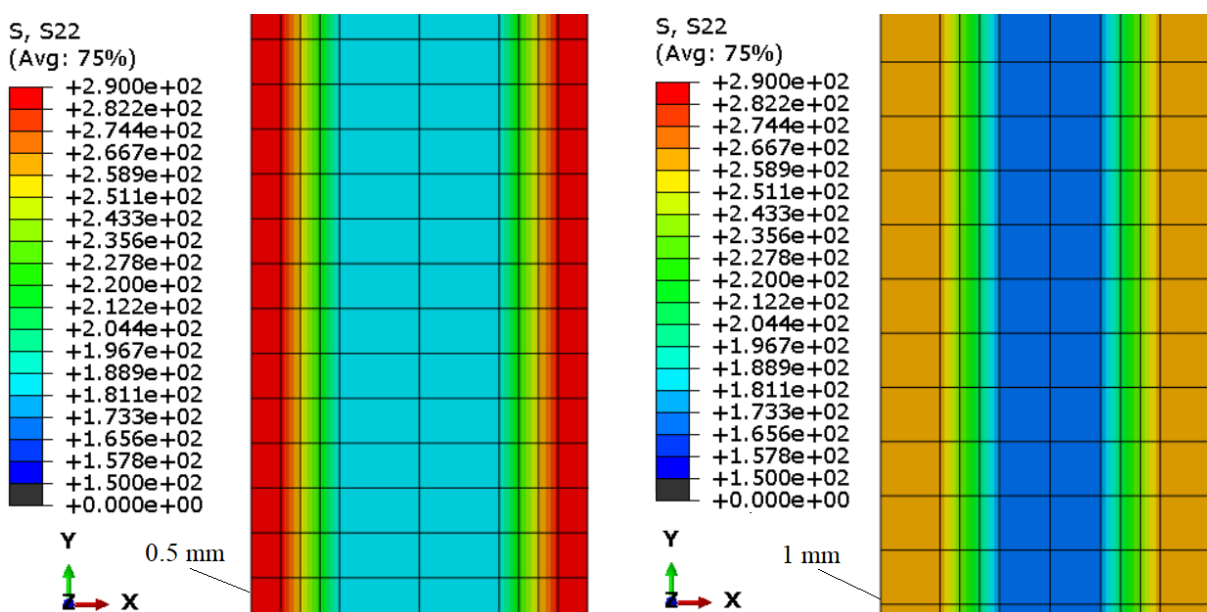 S, S22
(Avg: 75%)
+2.900e+02
+2.822e+02
+2.744e+02
+2.667e+02
+2.589e+02
+2.511e+02
+2.433e+02
+2.356e+02
+2.278e+02
+2.200e+02
+2.122e+02
+2.044e+02
+1.967e+02
+1.889e+02
+1.811e+02
+1.733e+02
+1.656e+02
+1.578e+02
+1.500e+02
+0.000e+00
Y
Z X
0.5 mm
S, S22
(Avg: 75%)
+2.900e+02
+2.822e+02
+2.744e+02
+2.667e+02
+2.589e+02
+2.511e+02
+2.433e+02
+2.356e+02
+2.278e+02
+2.200e+02
+2.122e+02
+2.044e+02
+1.967e+02
+1.889e+02
+1.811e+02
+1.733e+02
+1.656e+02
+1.578e+02
+1.500e+02
+0.000e+00
Y
Z X
1 mm